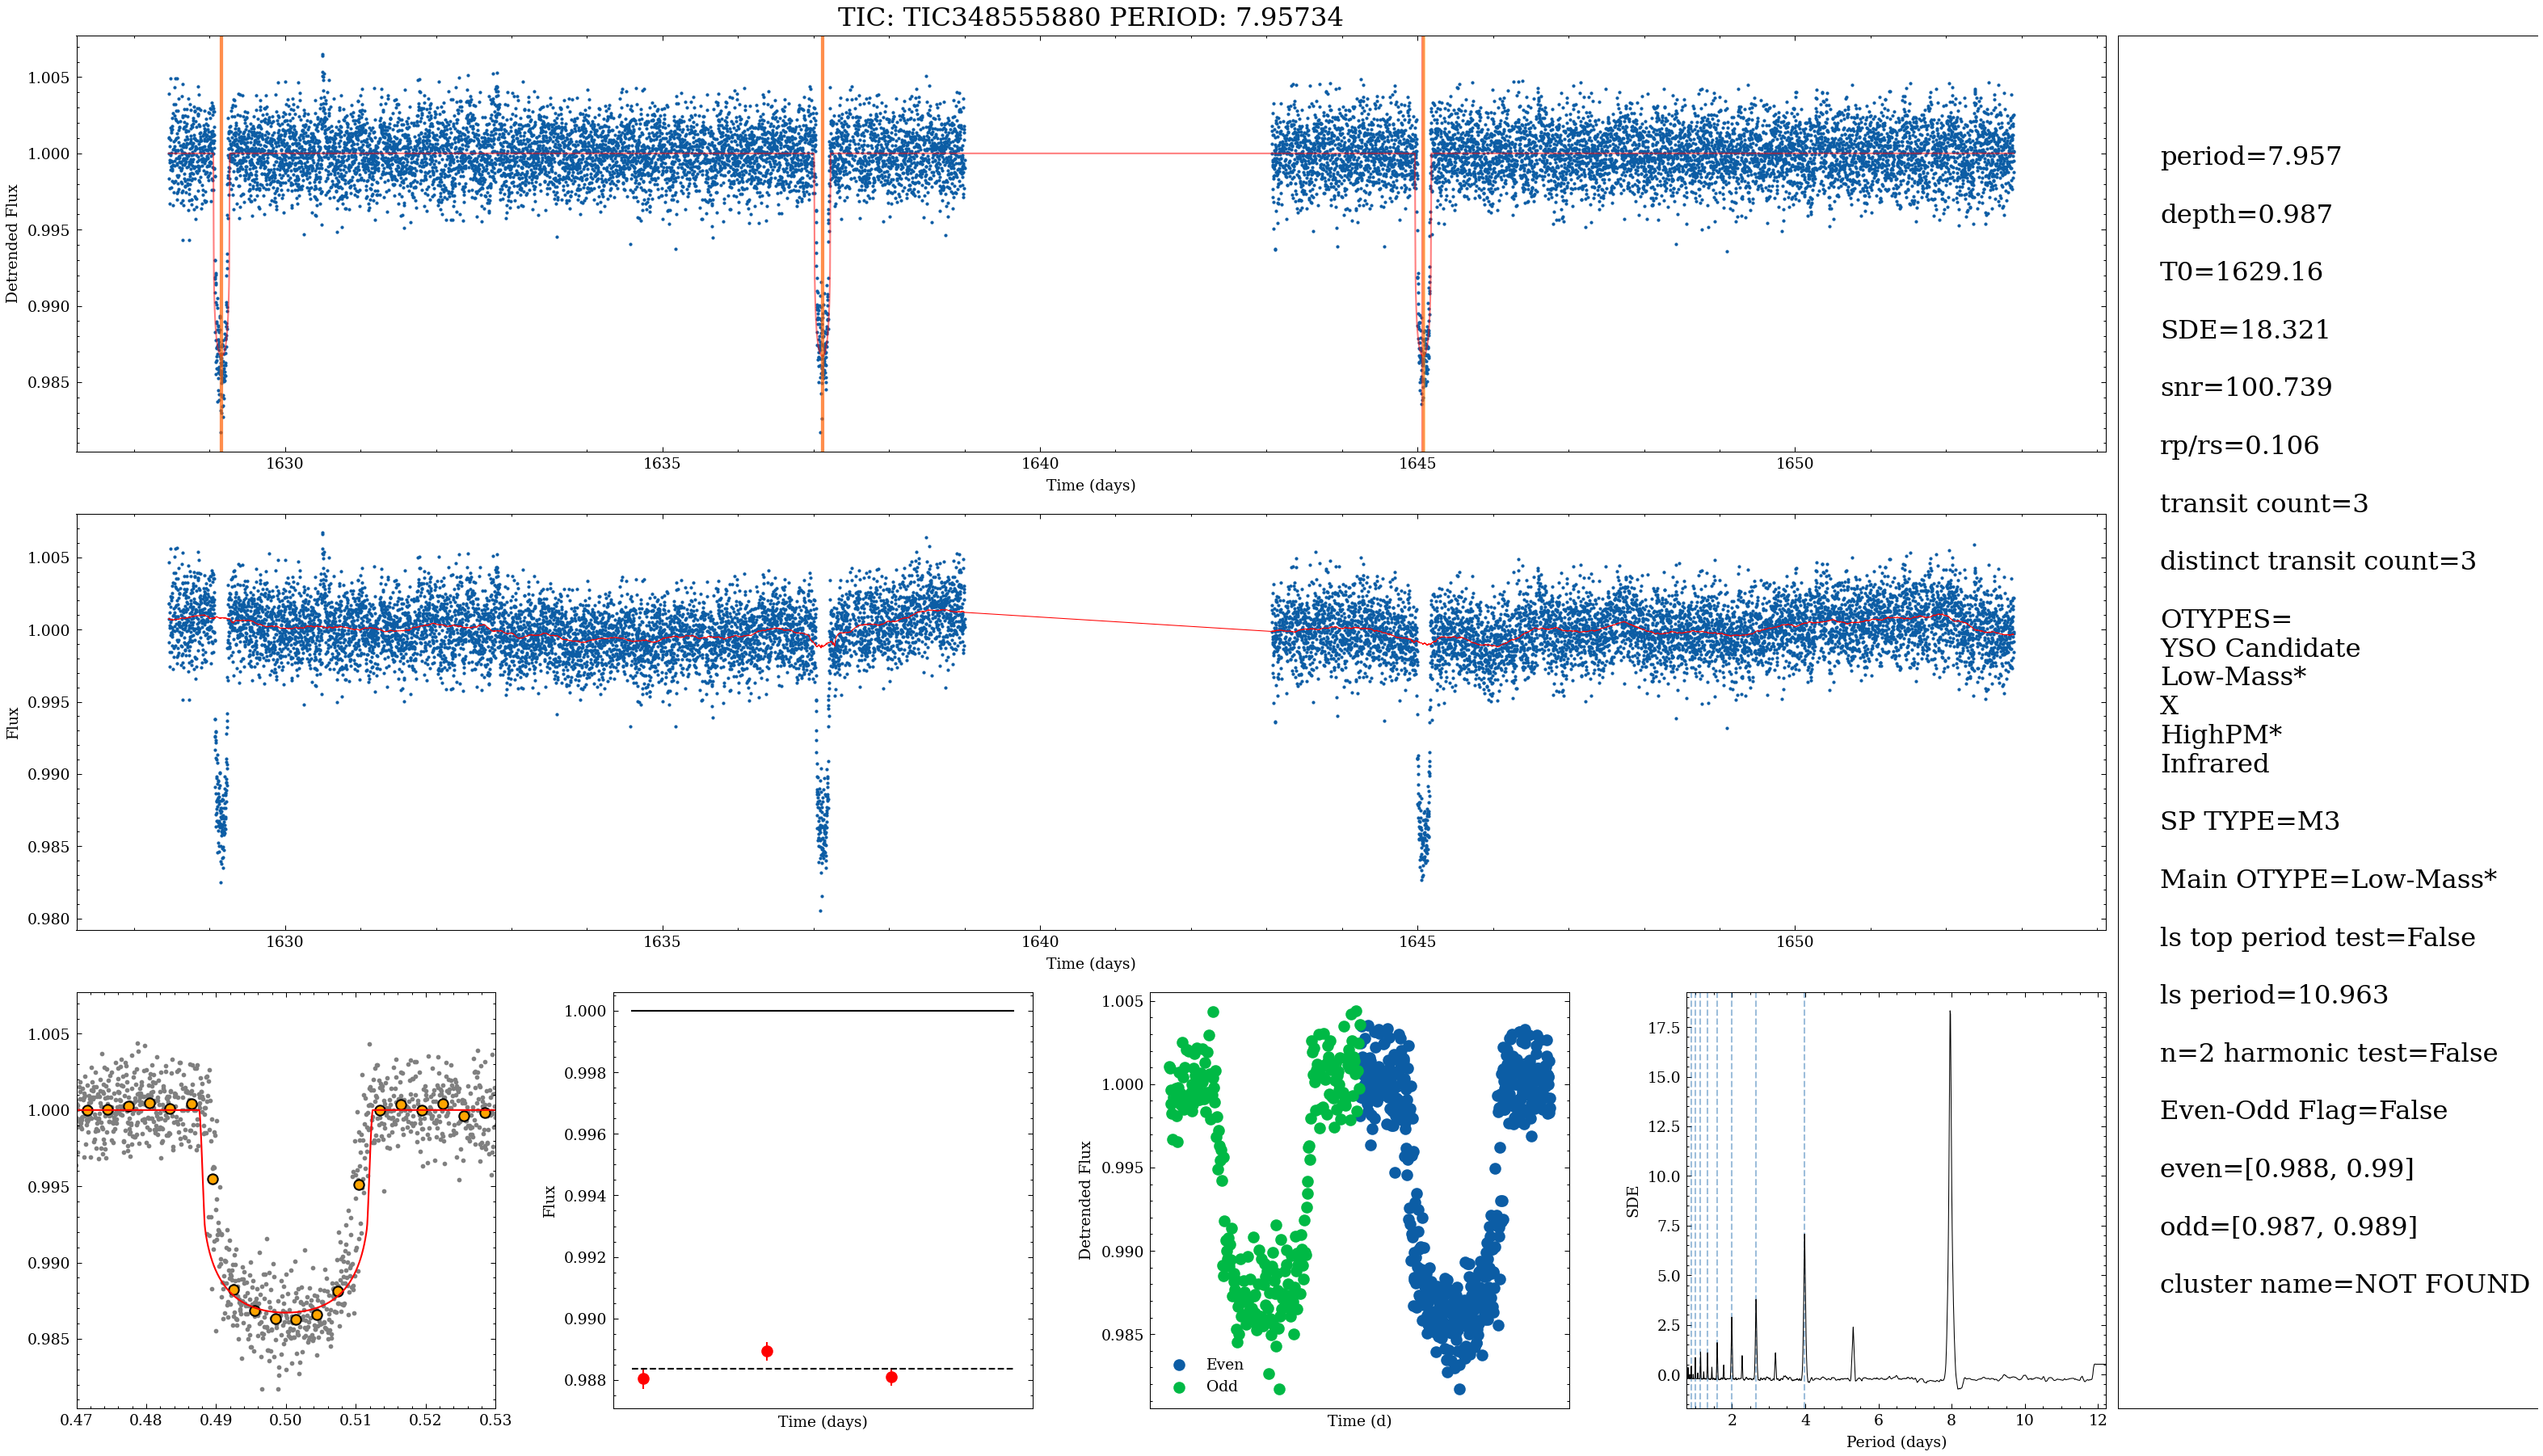 TIC: TIC348555880 PERIOD: 7.95734
Detrended Flux
1.005
1.000
0.995
0.990
0.985
1630
1635
1640
1645
1650
Time (days)
Flux
1.005
1.000
0.995
0.990
0.985
0.980
1630
1635
1640
1645
1650
Time (days)
1.005
1.000
0.995
0.990
0.985
0.47
0.48
0.49
0.50
0.51
0.52
0.53
Flux
1.000
0.998
0.996
0.994
0.992
0.990
0.988
Time (days)
Detrended Flux
1.005
1.000
0.995
0.990
0.985
Even
Odd
Time (d)
SDE
17.5
15.0
12.5
10.0
7.5
5.0
2.5
0.0
2
4
6
8
10
12
Period (days)
period=7.957
depth=0.987
T0=1629.16
SDE=18.321
snr=100.739
rp/rs=0.106
transit count=3
distinct transit count=3
OTYPES=
YSO Candidate
Low-Mass*
X
HighPM*
Infrared
SP TYPE=M3
Main OTYPE=Low-Mass*
ls top period test=False
ls period=10.963
n=2 harmonic test=False
Even-Odd Flag=False
even=[0.988, 0.99]
odd=[0.987, 0.989]
cluster name=NOT FOUND